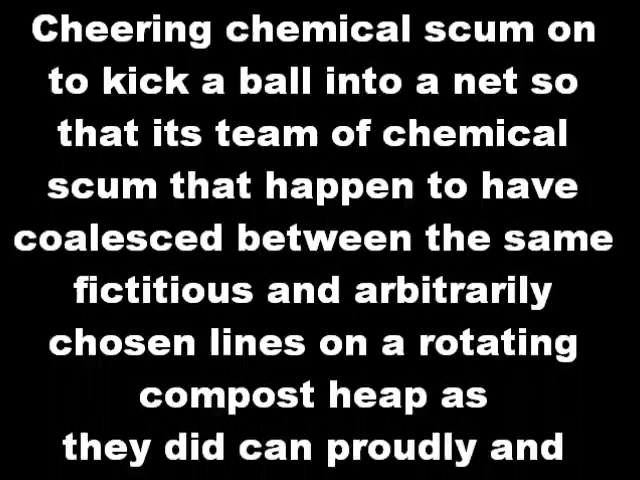 Cheering chemical scum on
to kick a ball into a net so
that its team of chemical
scum that happen to have
coalesced between the same
fictitious and arbitrarily
chosen lines on a rotating
compost heap as
they did can proudly and